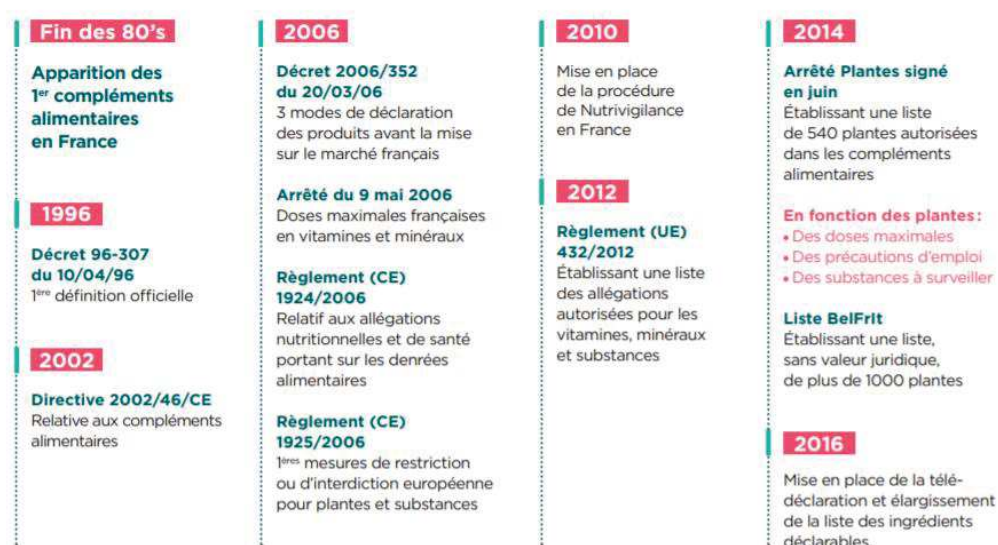 Fin des 80's
Apparition des
1er compléments
alimentaires
en France
1996
Décret 96-307
du 10/04/96
1ère définition officielle
2002
Directive 2002/46/CE
Relative aux compléments
alimentaires
2006
Décret 2006/352
du 20/03/06
3 modes de déclaration
des produits avant la mise
sur le marché français
Arrêté du 9 mai 2006
Doses maximales françaises
en vitamines et minéraux
Règlement (CE)
1924/2006
Relatif aux allégations
nutritionnelles et de santé
portant sur les denrées
alimentaires
Règlement (CE)
1925/2006
1ères mesures de restriction
ou d'interdiction européenne
pour plantes et substances
2010
Mise en place
de la procédure
de Nutrivigilance
en France
2012
Règlement (UE)
432/2012
Établissant une liste
des allégations
autorisées pour les
vitamines, minéraux
et substances
2014
Arrêté Plantes signé
en juin
Établissant une liste
de 540 plantes autorisées
dans les compléments
alimentaires
En fonction des plantes :
• Des doses maximales
• Des précautions d'emploi
• Des substances à surveiller
Liste BelFrIt
Établissant une liste,
sans valeur juridique,
de plus de 1000 plantes
2016
Mise en place de la télé-
déclaration et élargissement
de la liste des ingrédients
déclarables